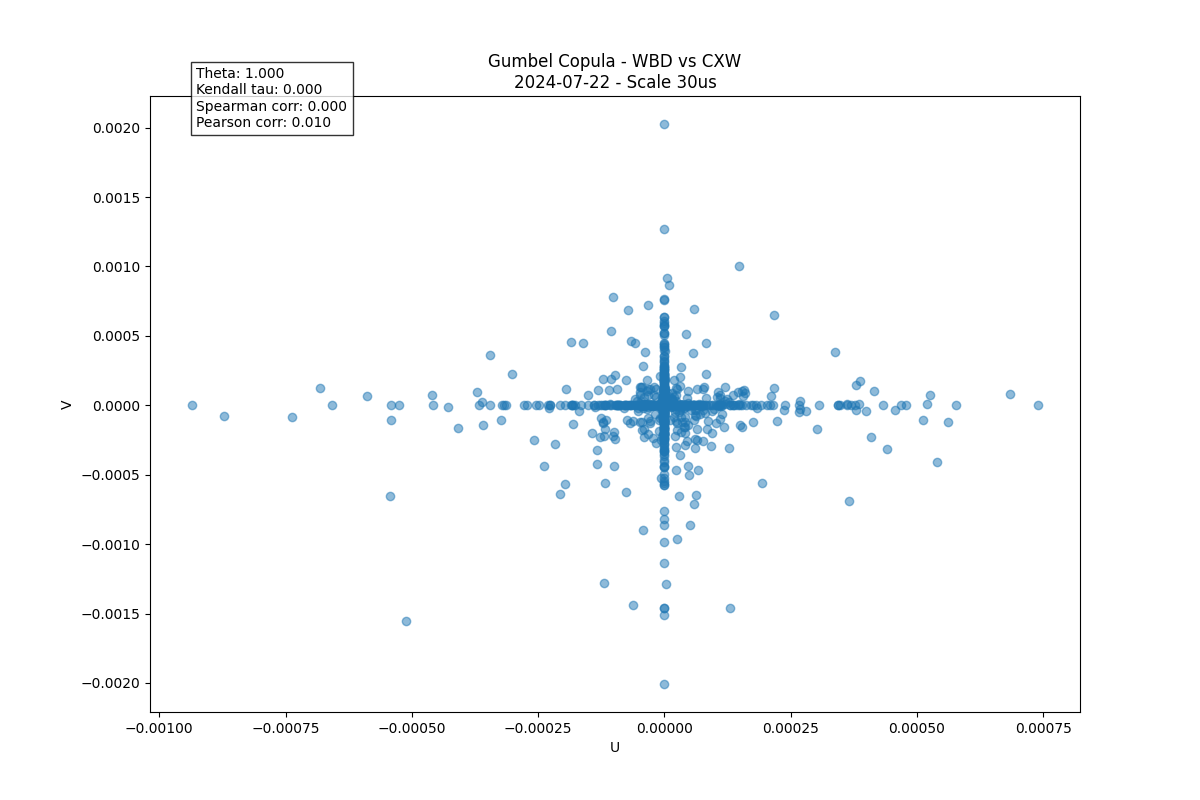 Gumbel Copula - WBD vs CXW
2024-07-22 - Scale 30us
Theta: 1.000
Kendall tau: 0.000
Spearman corr: 0.000
Pearson corr: 0.010
0.0020
0.0015
0.0010
0.0005
0.0000
−0.0005
−0.0010
−0.0015
−0.0020
V
−0.00100
−0.00075
−0.00050
−0.00025
0.00000
0.00025
0.00050
0.00075
U